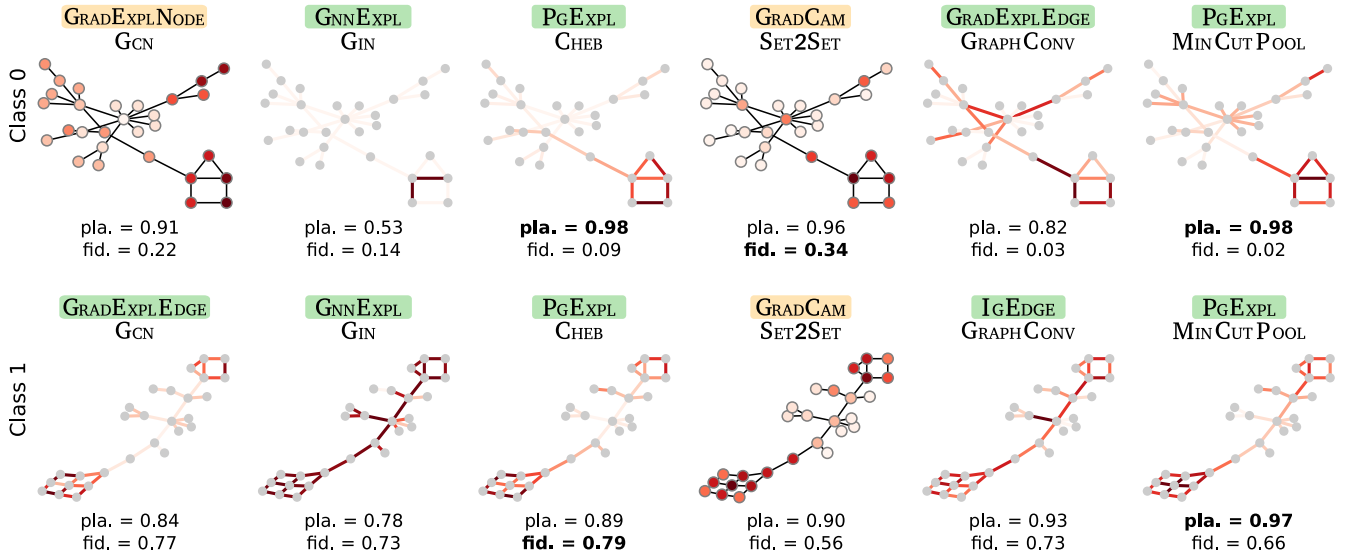 GradExplNode GnnExpl PgExpl GradCam GradExplEdge PgExpl
Gcn Gin Cheb Set2Set GraphConv MinCutPool
Class 0
pla. = 0.91 pla. = 0.53 pla. = 0.98 pla. = 0.96 pla. = 0.82 pla. = 0.98
fid. = 0.22 fid. = 0.14 fid. = 0.09 fid. = 0.34 fid. = 0.03 fid. = 0.02
GradExplEdge GnnExpl PgExpl GradCam IgEdge PgExpl
Gcn Gin Cheb Set2Set GraphConv MinCutPool
Class 1
pla. = 0.84 pla. = 0.78 pla. = 0.89 pla. = 0.90 pla. = 0.93 pla. = 0.97
fid. = 0.77 fid. = 0.73 fid. = 0.79 fid. = 0.56 fid. = 0.73 fid. = 0.66